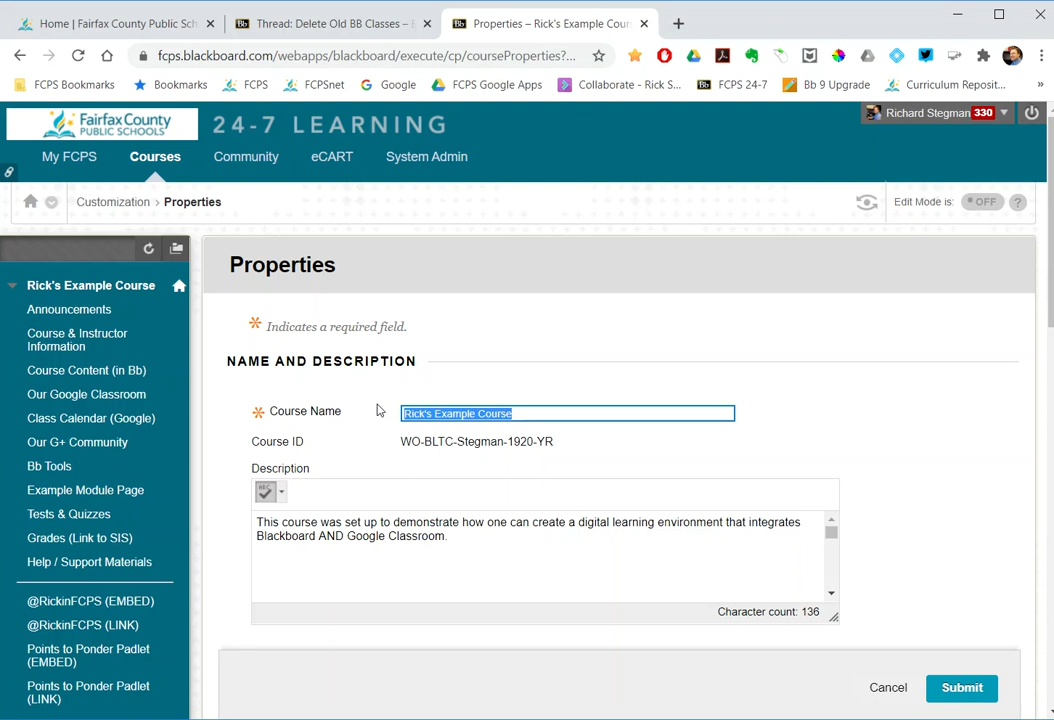 Home | Fairfax County Public Sch
Thread: Delete Old BB Classes –
Properties – Rick's Example Cour
fcps.blackboard.com/webapps/blackboard/execute/cp/courseProperties?...
FCPS Bookmarks
Bookmarks
FCPS
FCPSnet
Google
FCPS Google Apps
Collaborate - Rick S...
FCPS 24-7
Bb 9 Upgrade
Curriculum Reposit...
Fairfax County
PUBLIC SCHOOLS
24-7 LEARNING
Richard Stegman 330
My FCPS
Courses
Community
eCART
System Admin
Customization > Properties
Edit Mode is: OFF ?
Rick's Example Course
Announcements
Course & Instructor
Information
Course Content (in Bb)
Our Google Classroom
Class Calendar (Google)
Our G+ Community
Bb Tools
Example Module Page
Tests & Quizzes
Grades (Link to SIS)
Help / Support Materials
@RickinFCPS (EMBED)
@RickinFCPS (LINK)
Points to Ponder Padlet
(EMBED)
Points to Ponder Padlet
(LINK)
Properties
Indicates a required field.
NAME AND DESCRIPTION
Course Name
Rick's Example Course
Course ID
WO-BLTC-Stegman-1920-YR
Description
ABC
This course was set up to demonstrate how one can create a digital learning environment that integrates
Blackboard AND Google Classroom.
Character count: 136
Cancel
Submit